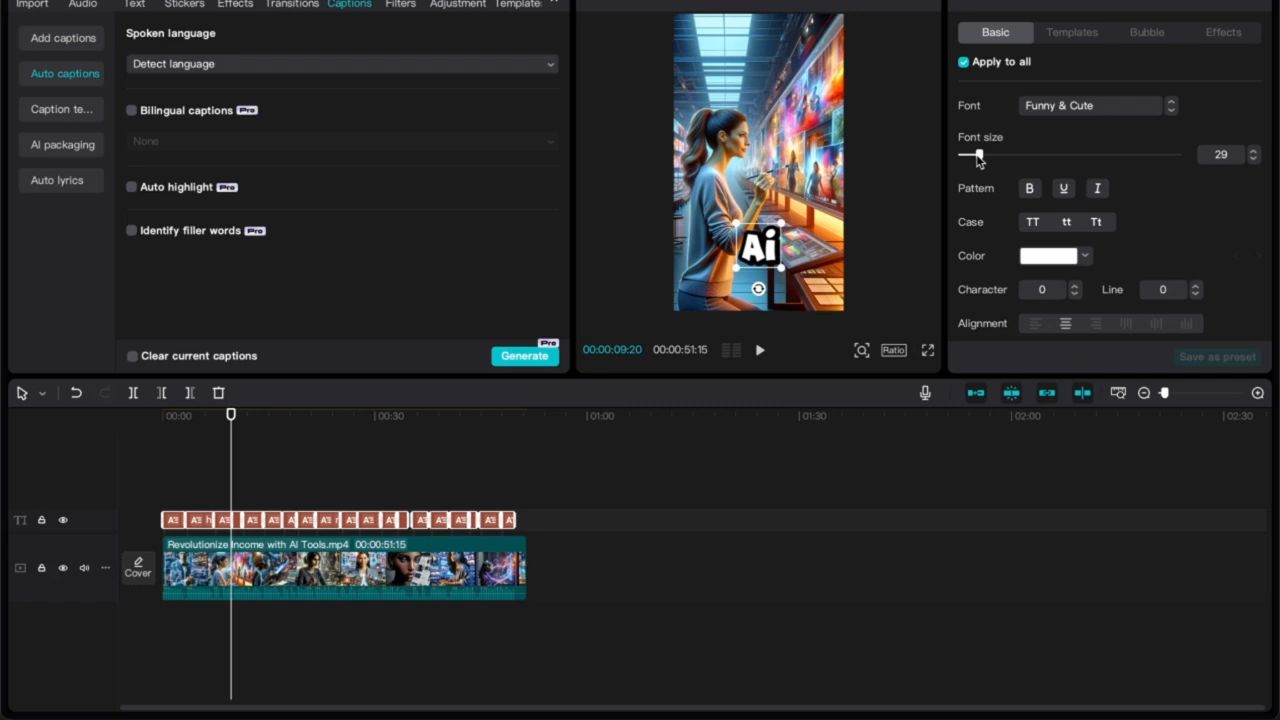 Import Audio Text Stickers Effects Transitions Captions Filters Adjustment Template
Add captions
Auto captions
Caption te...
AI packaging
Auto lyrics
Spoken language
Detect language
Bilingual captions Pro
None
Auto highlight Pro
Identify filler words Pro
Clear current captions
Pro
Generate
Ai
00:00:09:20 00:00:51:15
Ratio
Basic Templates Bubble Effects
Apply to all
Font Funny & Cute
Font size
29
Pattern B U I
Case TT tt Tt
Color
Character 0 Line 0
Alignment
Save as preset
00:00 00:30 01:00 01:30 02:00 02:30
TT
Cover
Revolutionize Income with AI Tools.mp4 00:00:51:15